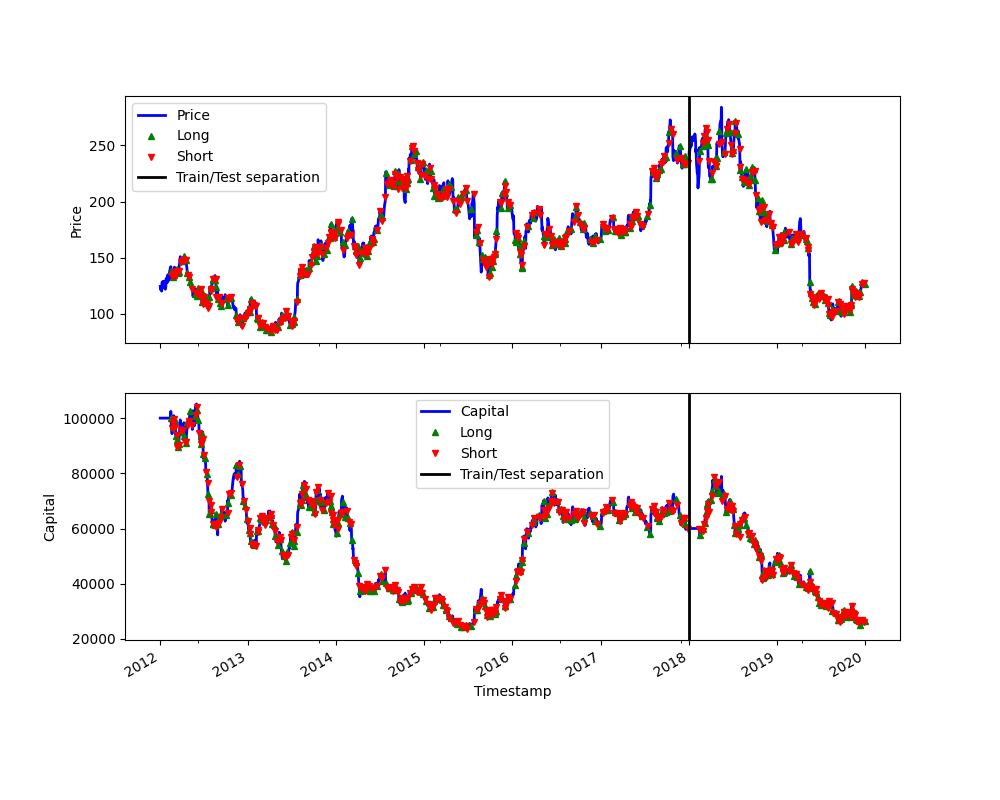 Price
Long
Short
Train/Test separation
250
200
150
100
Price
Capital
Long
Short
Train/Test separation
100000
80000
60000
40000
20000
Capital
2012 2013 2014 2015 2016 2017 2018 2019 2020
Timestamp